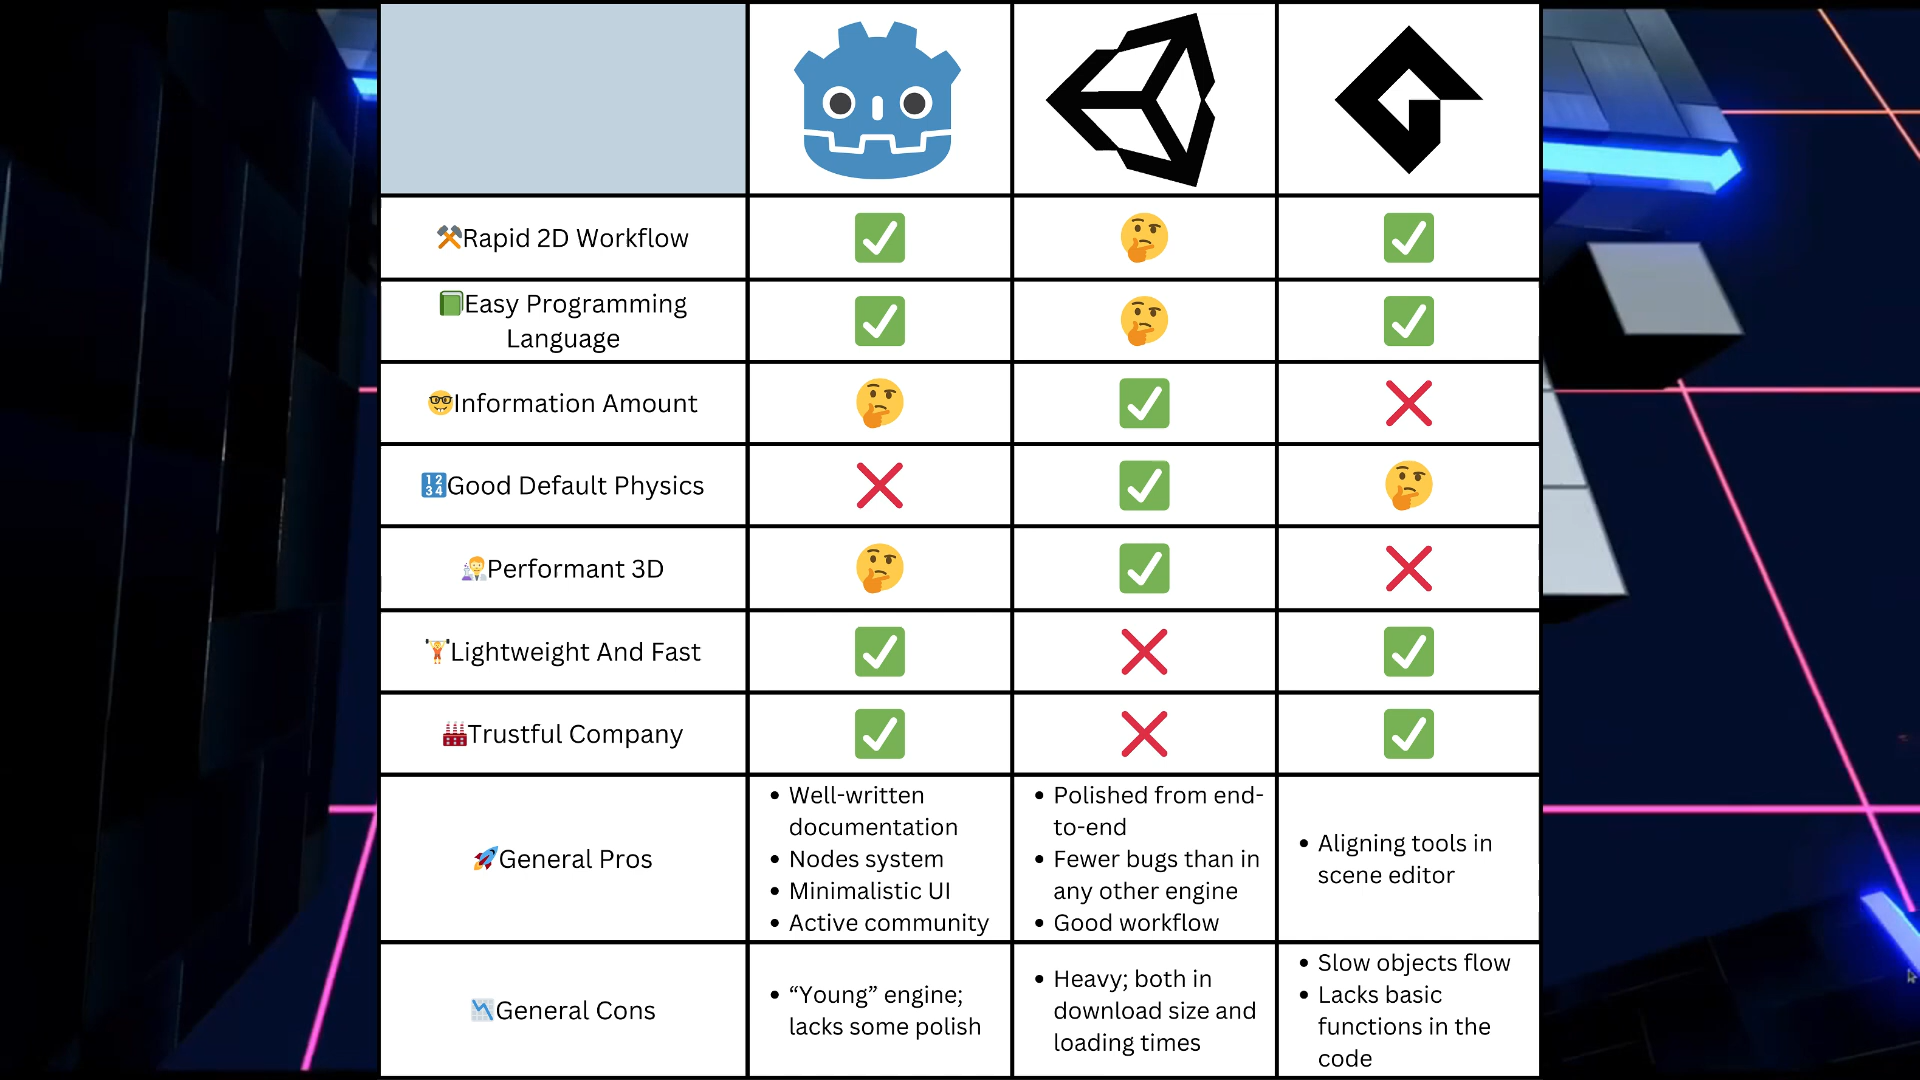 Rapid 2D Workflow
Easy Programming
Language
Information Amount
1234 Good Default Physics
Performant 3D
Lightweight And Fast
Trustful Company
General Pros
• Well-written
documentation
• Nodes system
• Minimalistic UI
• Active community
• Polished from end-
to-end
• Fewer bugs than in
any other engine
• Good workflow
• Aligning tools in
scene editor
General Cons
• “Young” engine;
lacks some polish
• Heavy; both in
download size and
loading times
• Slow objects flow
• Lacks basic
functions in the
code